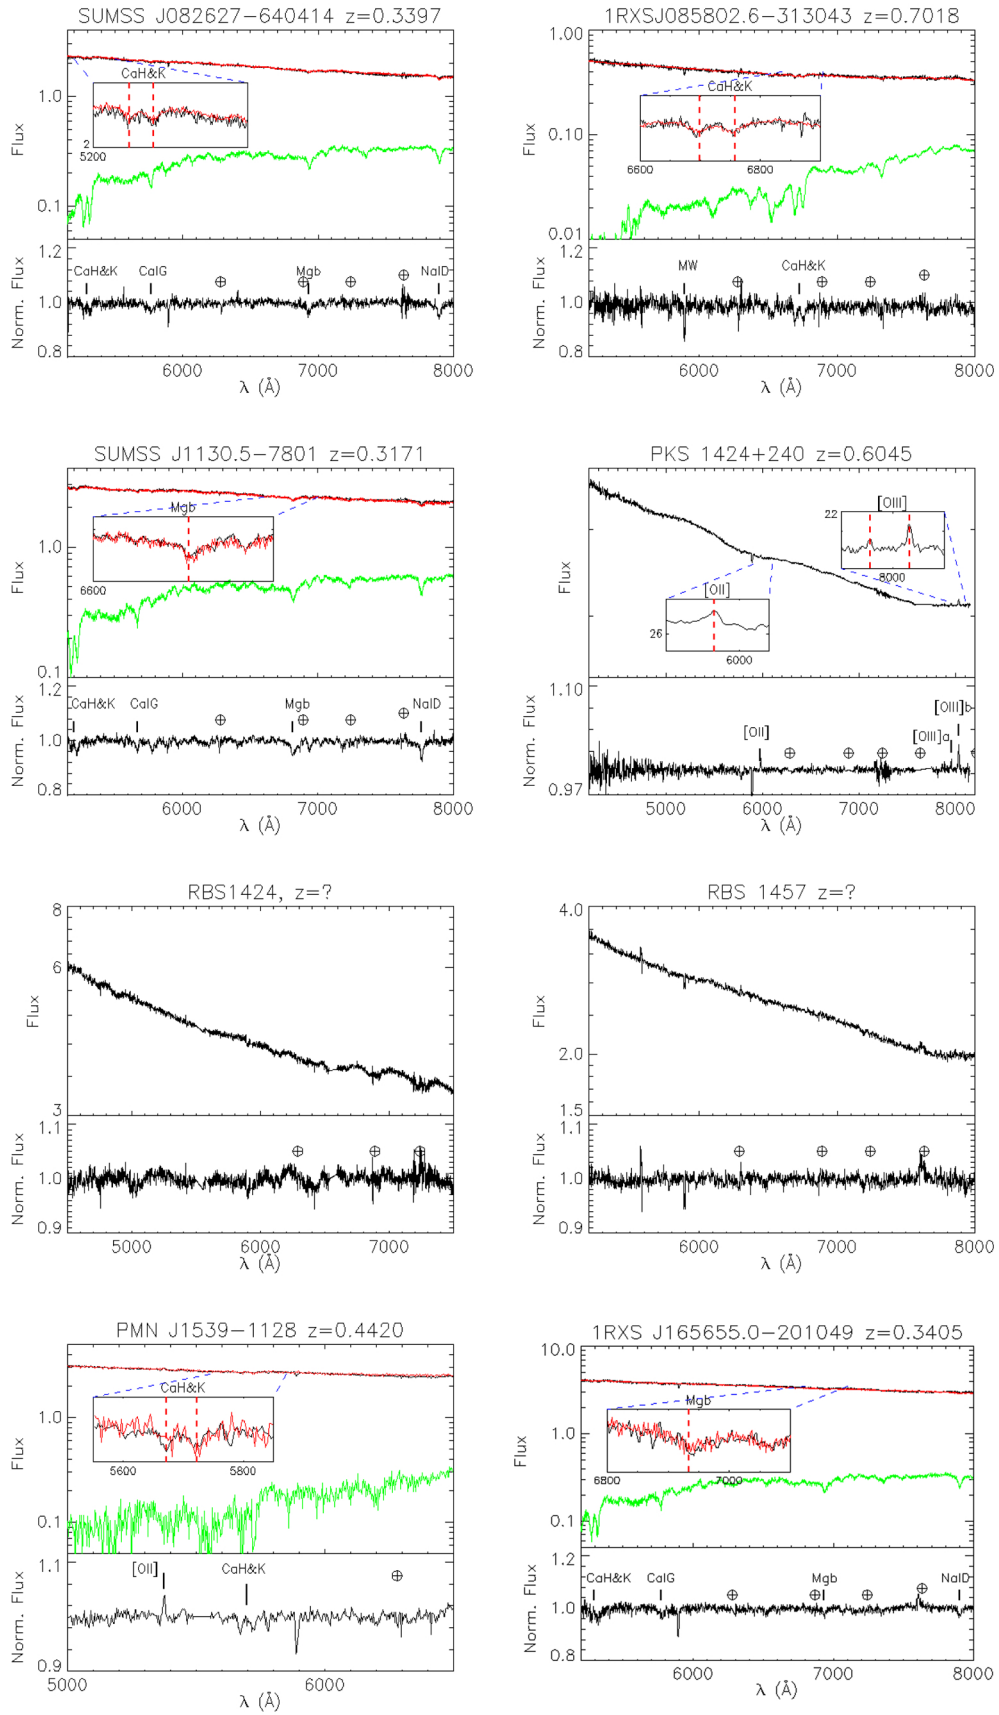 SUMSS J082627−640414 z=0.3397
1.0
0.1
Flux
CaH&K
2
5200
1.2
1.0
0.8
Norm. Flux
CaH&K CaIG Mgb NaID
6000 7000 8000
λ (Å)
1RXSJ085802.6−313043 z=0.7018
1.00
0.10
0.01
Flux
CaH&K
6600 6800
1.2
1.0
0.8
Norm. Flux
MW CaH&K
6000 7000 8000
λ (Å)
SUMSS J1130.5−7801 z=0.3171
1.0
0.1
Flux
Mgb
6600
1.2
1.0
0.8
Norm. Flux
CaH&K CaIG Mgb NaID
6000 7000 8000
λ (Å)
PKS 1424+240 z=0.6045
Flux
[OIII]
22
8000
[OII]
26
6000
1.10
0.97
Norm. Flux
[OII] [OIII]a [OIII]b
5000 6000 7000 8000
λ (Å)
RBS1424, z=?
8
6
3
Flux
1.1
1.0
0.9
Norm. Flux
5000 6000 7000
λ (Å)
RBS 1457 z=?
4.0
2.0
1.5
Flux
1.1
1.0
0.9
Norm. Flux
6000 7000 8000
λ (Å)
PMN J1539−1128 z=0.4420
1.0
0.1
Flux
CaH&K
5600 5800
1.1
0.9
Norm. Flux
[OII] CaH&K
5000 6000
λ (Å)
1RXS J165655.0−201049 z=0.3405
10.0
1.0
0.1
Flux
Mgb
6800 7000
1.2
1.0
0.8
Norm. Flux
CaH&K CaIG Mgb NaID
6000 7000 8000
λ (Å)